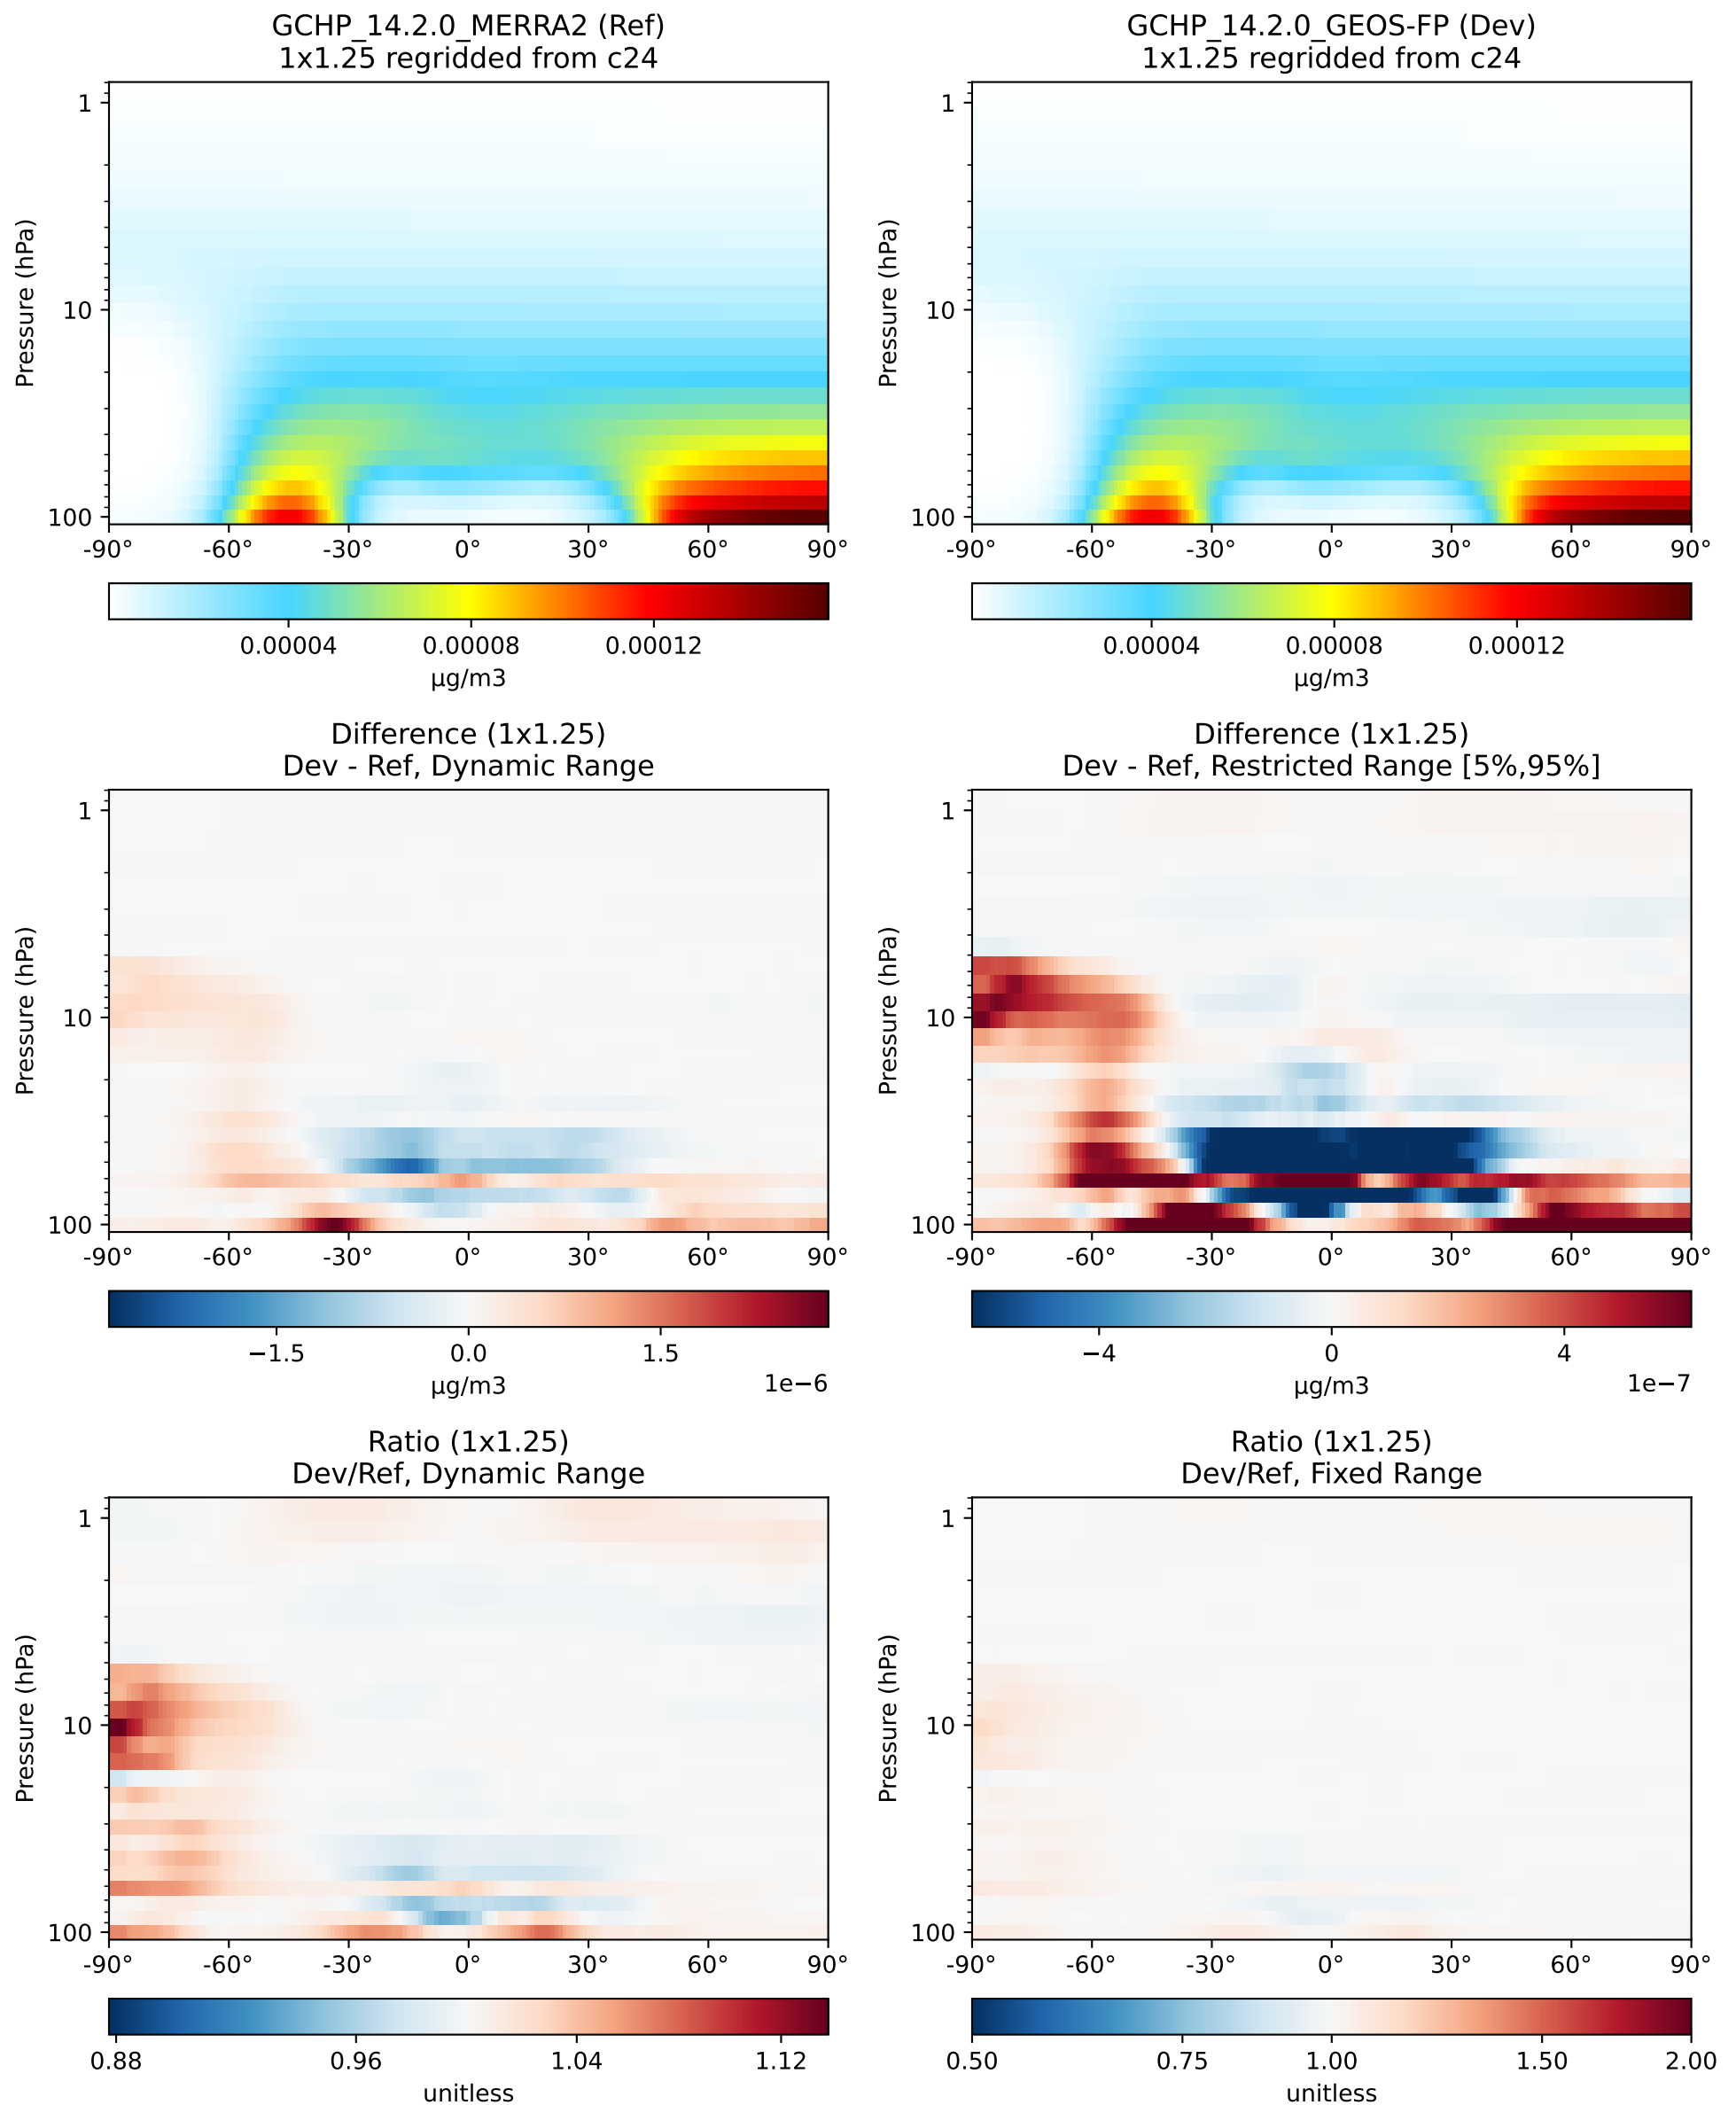 GCHP_14.2.0_MERRA2 (Ref)
1x1.25 regridded from c24
Pressure (hPa)
1
10
100
-90° -60° -30° 0° 30° 60° 90°
0.00004 0.00008 0.00012
µg/m3
GCHP_14.2.0_GEOS-FP (Dev)
1x1.25 regridded from c24
Pressure (hPa)
1
10
100
-90° -60° -30° 0° 30° 60° 90°
0.00004 0.00008 0.00012
µg/m3
Difference (1x1.25)
Dev - Ref, Dynamic Range
Pressure (hPa)
1
10
100
-90° -60° -30° 0° 30° 60° 90°
−1.5 0.0 1.5
µg/m3
1e−6
Difference (1x1.25)
Dev - Ref, Restricted Range [5%,95%]
Pressure (hPa)
1
10
100
-90° -60° -30° 0° 30° 60° 90°
−4 0 4
µg/m3
1e−7
Ratio (1x1.25)
Dev/Ref, Dynamic Range
Pressure (hPa)
1
10
100
-90° -60° -30° 0° 30° 60° 90°
0.88 0.96 1.04 1.12
unitless
Ratio (1x1.25)
Dev/Ref, Fixed Range
Pressure (hPa)
1
10
100
-90° -60° -30° 0° 30° 60° 90°
0.50 0.75 1.00 1.50 2.00
unitless